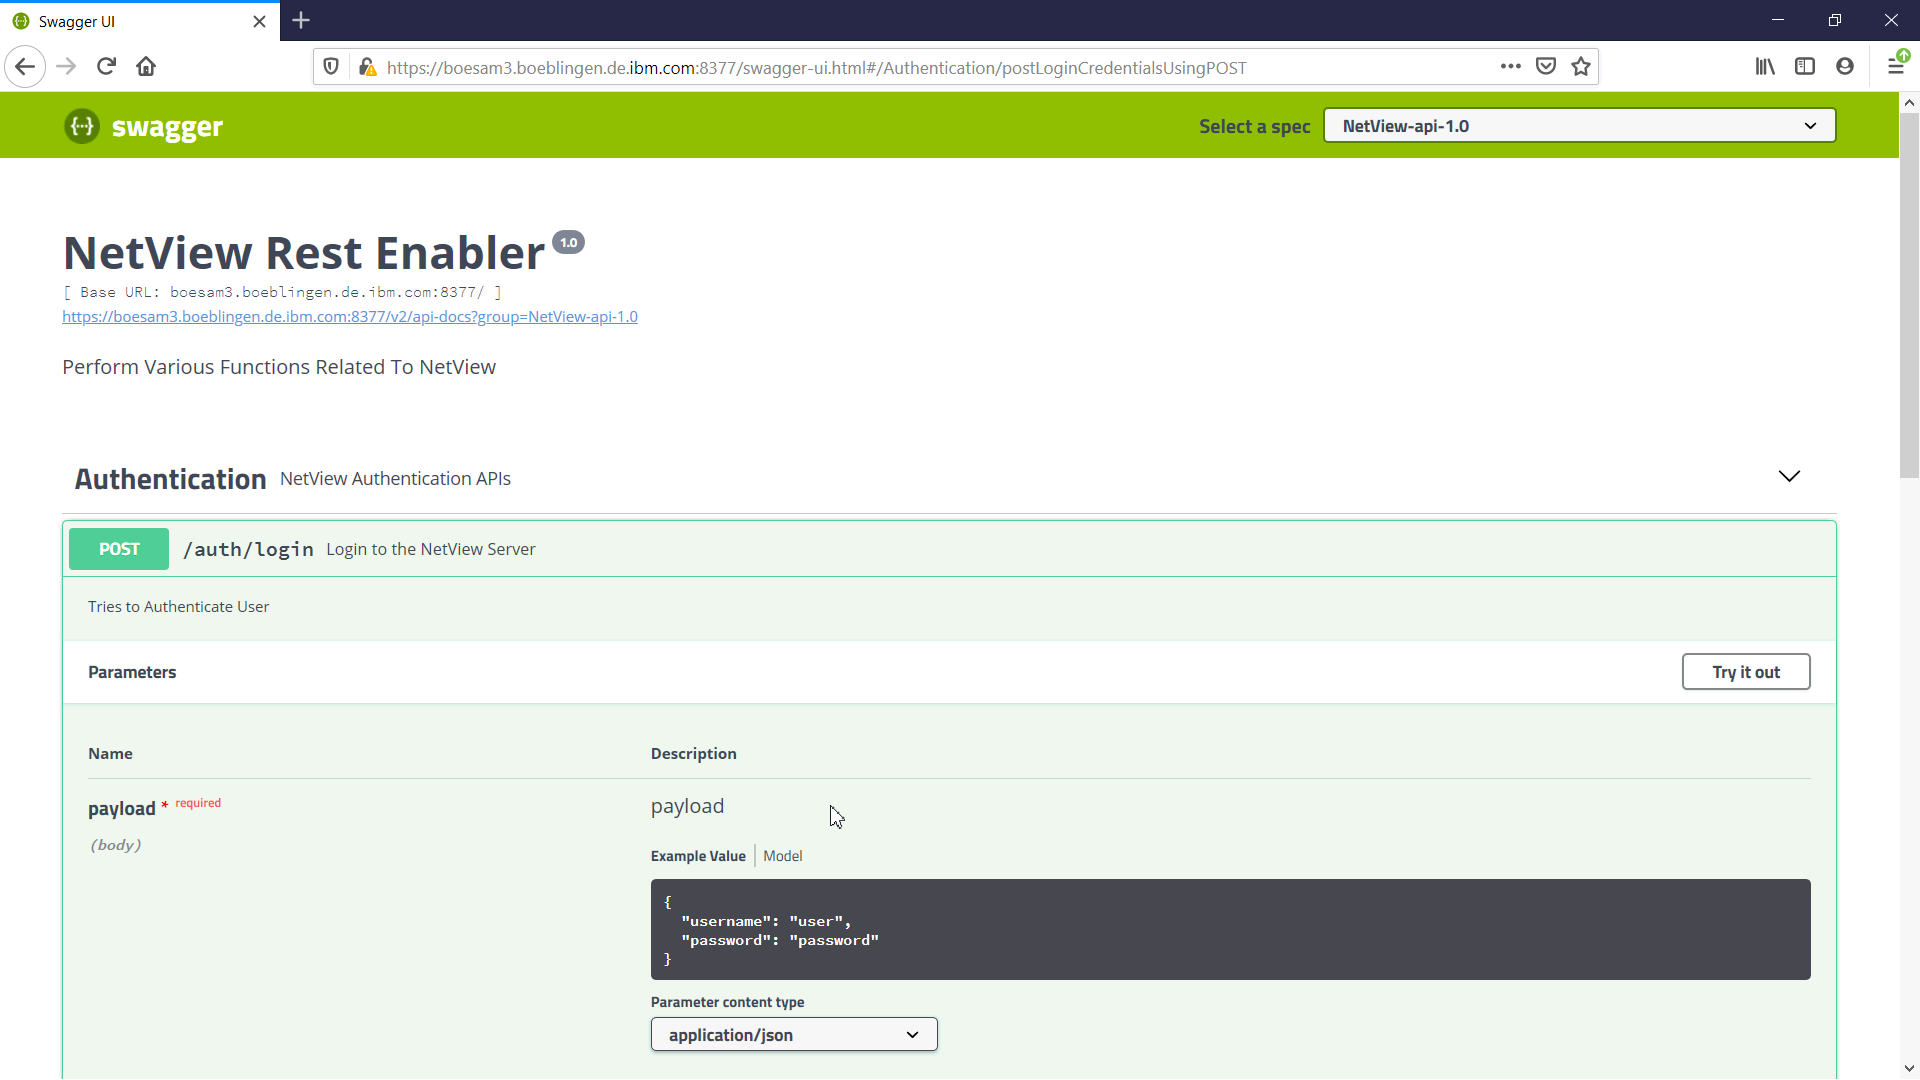 Swagger UI
https://boesam3.boeblingen.de.ibm.com:8377/swagger-ui.html#/Authentication/postLoginCredentialsUsingPOST
{···} swagger
Select a spec
NetView-api-1.0
NetView Rest Enabler 1.0
[ Base URL: boesam3.boeblingen.de.ibm.com:8377/ ]
https://boesam3.boeblingen.de.ibm.com:8377/v2/api-docs?group=NetView-api-1.0
Perform Various Functions Related To NetView
Authentication NetView Authentication APIs
POST /auth/login Login to the NetView Server
Tries to Authenticate User
Parameters
Try it out
Name Description
payload * required
(body)
payload
Example Value | Model
{
"username": "user",
"password": "password"
}
Parameter content type
application/json